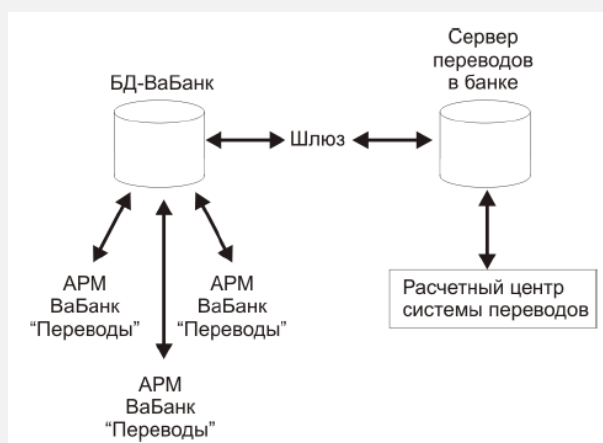 Сервер
переводов
в банке
БД-ВаБанк
Шлюз
АРМ
ВаБанк
“Переводы”
АРМ
ВаБанк
“Переводы”
АРМ
ВаБанк
“Переводы”
Расчетный центр
системы переводов